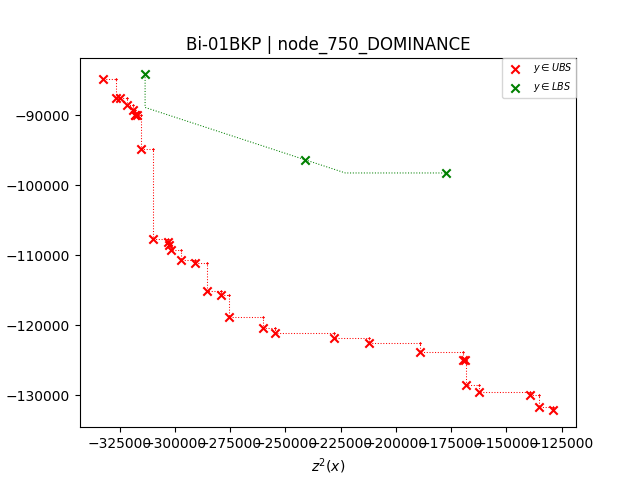 Bi-01BKP | node_750_DOMINANCE
y ∈ UBS
y ∈ LBS
−90000
−100000
−110000
−120000
−130000
−325000 −300000 −275000 −250000 −225000 −200000 −175000 −150000 −125000
z²(x)